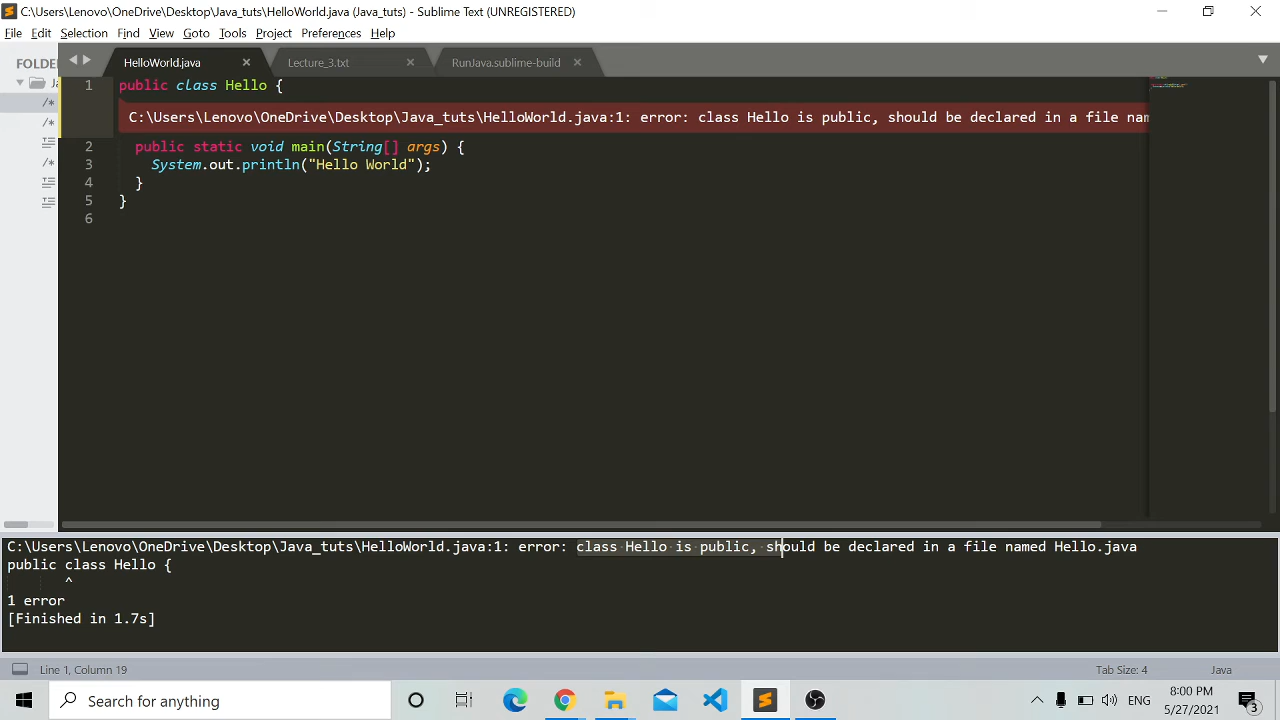 C:\Users\Lenovo\OneDrive\Desktop\Java_tuts\HelloWorld.java (Java_tuts) - Sublime Text (UNREGISTERED)
File Edit Selection Find View Goto Tools Project Preferences Help
FOLDER
HelloWorld.java Lecture_3.txt RunJava.sublime-build
1 public class Hello {
C:\Users\Lenovo\OneDrive\Desktop\Java_tuts\HelloWorld.java:1: error: class Hello is public, should be declared in a file nam
2 public static void main(String[] args) {
3 System.out.println("Hello World");
4 }
5 }
6
C:\Users\Lenovo\OneDrive\Desktop\Java_tuts\HelloWorld.java:1: error: class Hello is public, should be declared in a file named Hello.java
public class Hello {
^
1 error
[Finished in 1.7s]
Line 1, Column 19 Tab Size: 4 Java
Search for anything
ENG
8:00 PM
5/27/2021
3